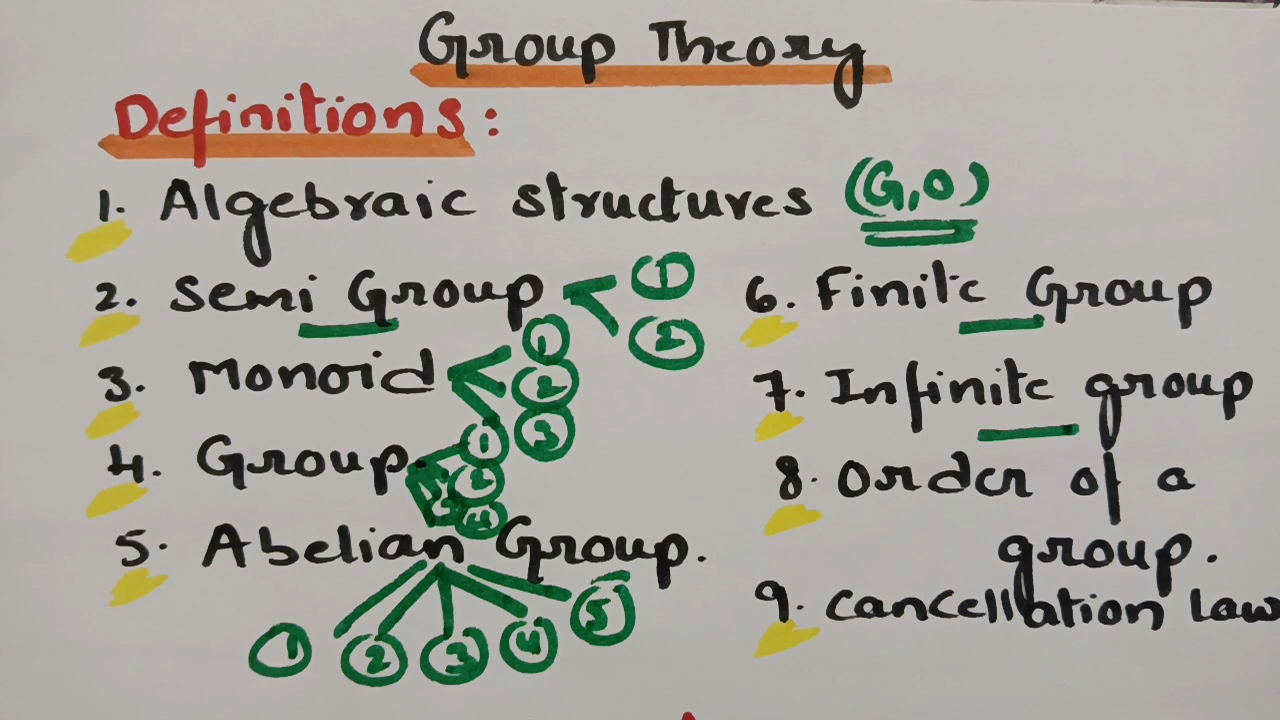 Group Theory
Definitions:
1. Algebraic structures (G,0)
2. Semi Group ① ②
3. Monoid ① ② ③
4. Group. ① ② ③ ④
5. Abelian Group.
① ② ③ ④ ⑤
6. Finite Group
7. Infinite group
8. Order of a
group.
9. Cancellation law